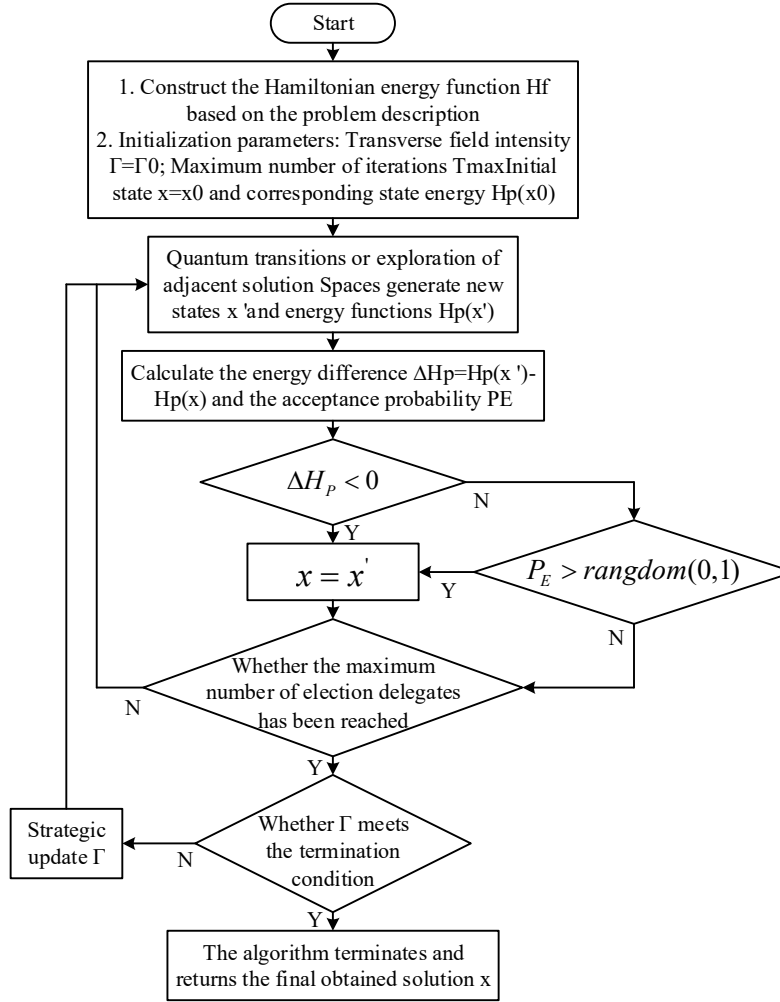 Start
1. Construct the Hamiltonian energy function Hf
based on the problem description
2. Initialization parameters: Transverse field intensity
Γ=Γ0; Maximum number of iterations TmaxInitial
state x=x0 and corresponding state energy Hp(x0)
Quantum transitions or exploration of
adjacent solution Spaces generate new
states x 'and energy functions Hp(x')
Calculate the energy difference ΔHp=Hp(x ')-
Hp(x) and the acceptance probability PE
ΔH_P < 0
N
Y
x = x'
Y
P_E > rangdom(0,1)
N
Whether the maximum
number of election delegates
has been reached
N
Y
Strategic
update Γ
N
Whether Γ meets
the termination
condition
Y
The algorithm terminates and
returns the final obtained solution x